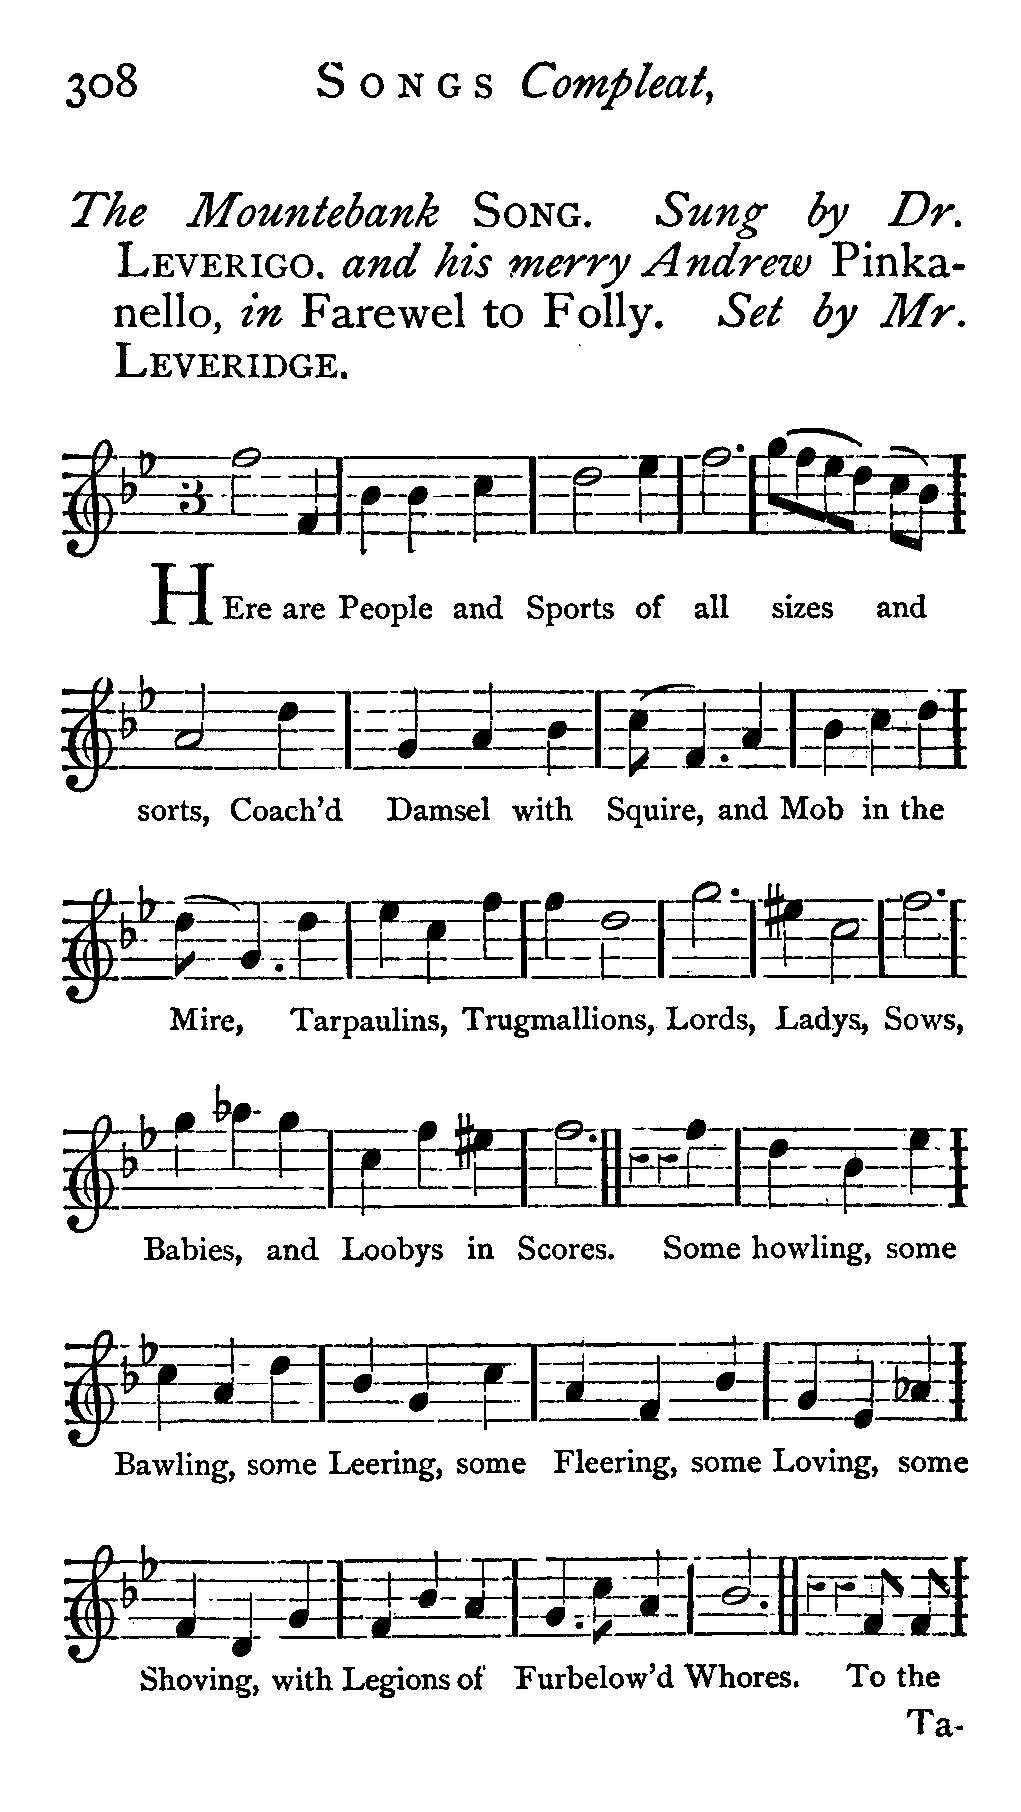 308 SONGS Compleat,
The Mountebank SONG. Sung by Dr.
LEVERIGO. and his merry Andrew Pinka-
nello, in Farewel to Folly. Set by Mr.
LEVERIDGE.
3
HEre are People and Sports of all sizes and
sorts, Coach'd Damsel with Squire, and Mob in the
Mire, Tarpaulins, Trugmallions, Lords, Ladys, Sows,
Babies, and Loobys in Scores. Some howling, some
Bawling, some Leering, some Fleering, some Loving, some
Shoving, with Legions of Furbelow'd Whores. To the
Ta-